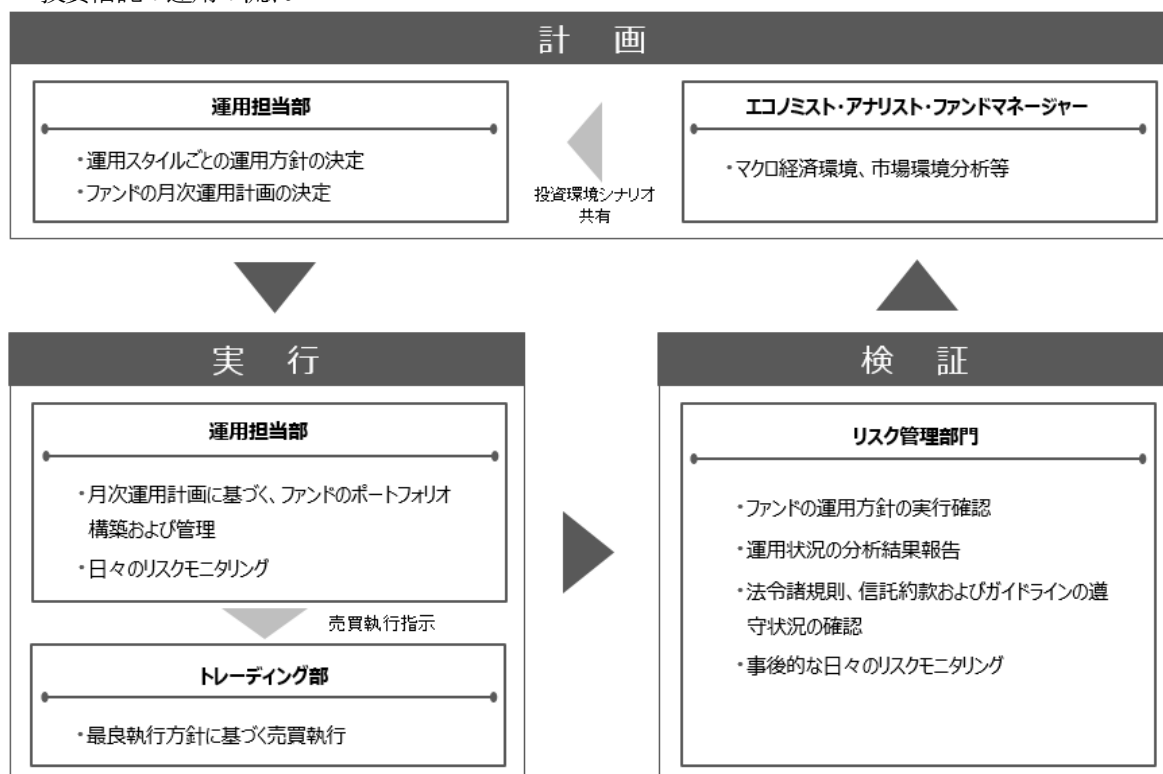 計 画
運用担当部
・運用スタイルごとの運用方針の決定
・ファンドの月次運用計画の決定
投資環境シナリオ
共有
エコノミスト・アナリスト・ファンドマネージャー
・マクロ経済環境、市場環境分析等
実 行
運用担当部
・月次運用計画に基づく、ファンドのポートフォリオ
構築および管理
・日々のリスクモニタリング
売買執行指示
トレーディング部
・最良執行方針に基づく売買執行
検 証
リスク管理部門
・ファンドの運用方針の実行確認
・運用状況の分析結果報告
・法令諸規則、信託約款およびガイドラインの遵
守状況の確認
・事後的な日々のリスクモニタリング